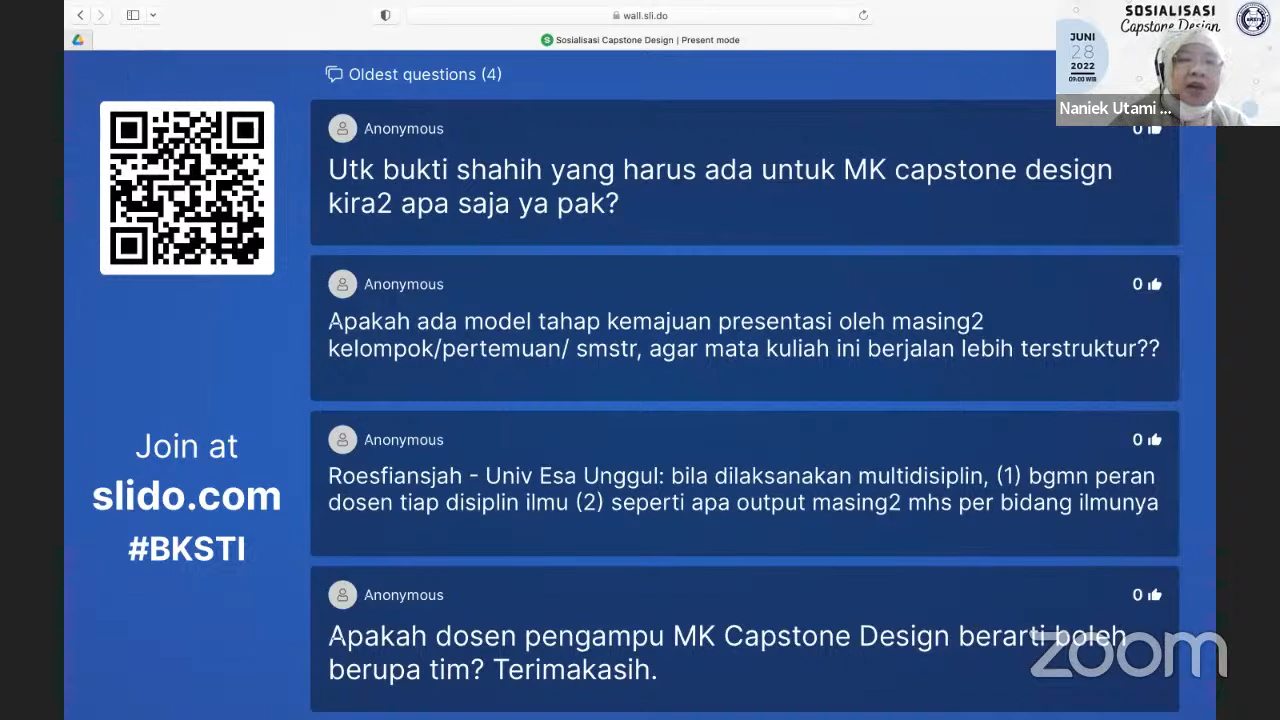 wall.sli.do
Sosialisasi Capstone Design | Present mode
SOSIALISASI
Capstone Design
JUNI
28
2022
09:00 WIB
Naniek Utami ...
Oldest questions (4)
Anonymous
0
Utk bukti shahih yang harus ada untuk MK capstone design
kira2 apa saja ya pak?
Anonymous
0
Apakah ada model tahap kemajuan presentasi oleh masing2
kelompok/pertemuan/ smstr, agar mata kuliah ini berjalan lebih terstruktur??
Anonymous
0
Roesfiansjah - Univ Esa Unggul: bila dilaksanakan multidisiplin, (1) bgmn peran
dosen tiap disiplin ilmu (2) seperti apa output masing2 mhs per bidang ilmunya
Anonymous
0
Apakah dosen pengampu MK Capstone Design berarti boleh
berupa tim? Terimakasih.
Join at
slido.com
#BKSTI
zoom